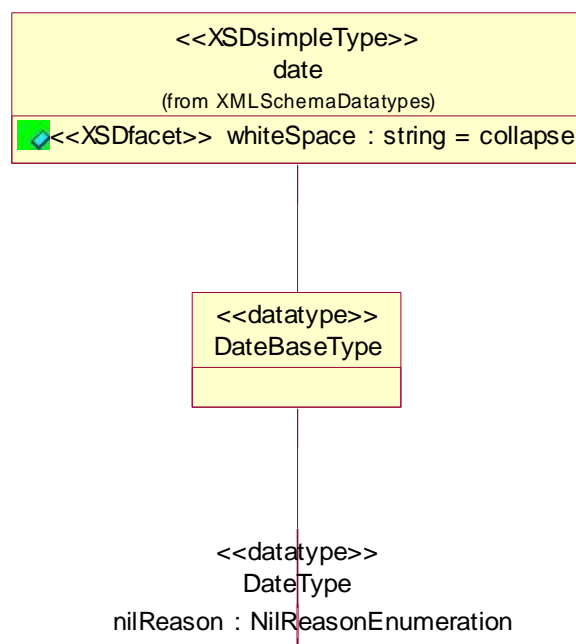 <<XSDsimpleType>>
date
(from XMLSchemaDatatypes)
<<XSDfacet>> whiteSpace : string = collapse
<<datatype>>
DateBaseType
<<datatype>>
DateType
nilReason : NilReasonEnumeration